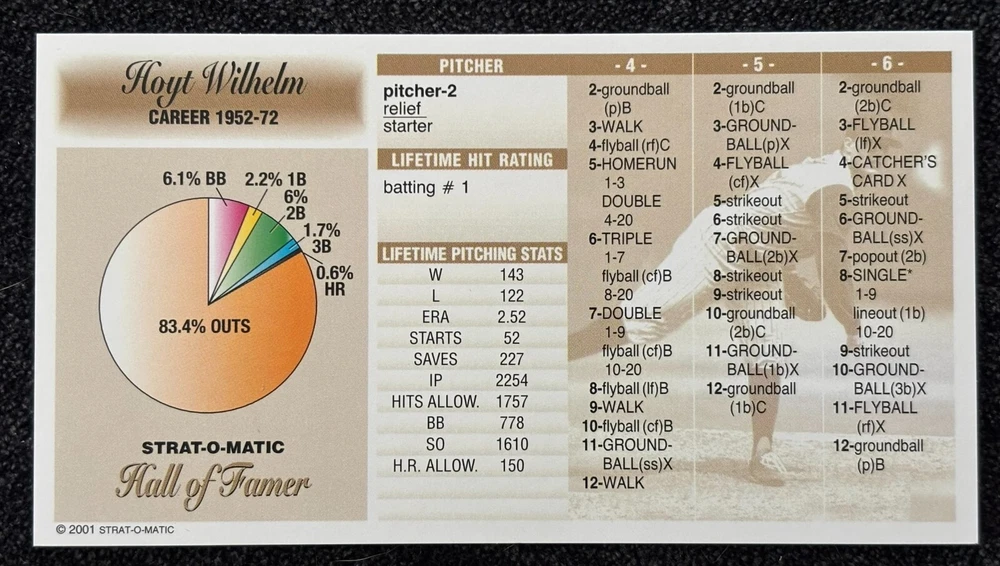 Hoyt Wilhelm
CAREER 1952-72
6.1% BB
2.2% 1B
6%
2B
1.7%
3B
0.6%
HR
83.4% OUTS
STRAT-O-MATIC
Hall of Famer
© 2001 STRAT-O-MATIC
PITCHER
pitcher-2
relief
starter
LIFETIME HIT RATING
batting # 1
LIFETIME PITCHING STATS
W 143
L 122
ERA 2.52
STARTS 52
SAVES 227
IP 2254
HITS ALLOW. 1757
BB 778
SO 1610
H.R. ALLOW. 150
- 4 -
2-groundball
(p)B
3-WALK
4-flyball (rf)C
5-HOMERUN
1-3
DOUBLE
4-20
6-TRIPLE
1-7
flyball (cf)B
8-20
7-DOUBLE
1-9
flyball (cf)B
10-20
8-flyball (lf)B
9-WALK
10-flyball (cf)B
11-GROUND-
BALL(ss)X
12-WALK
- 5 -
2-groundball
(1b)C
3-GROUND-
BALL(p)X
4-FLYBALL
(cf)X
5-strikeout
6-strikeout
7-GROUND-
BALL(2b)X
8-strikeout
9-strikeout
10-groundball
(2b)C
11-GROUND-
BALL(1b)X
12-groundball
(1b)C
- 6 -
2-groundball
(2b)C
3-FLYBALL
(lf)X
4-CATCHER'S
CARD X
5-strikeout
6-GROUND-
BALL(ss)X
7-popout (2b)
8-SINGLE*
1-9
lineout (1b)
10-20
9-strikeout
10-GROUND-
BALL(3b)X
11-FLYBALL
(rf)X
12-groundball
(p)B